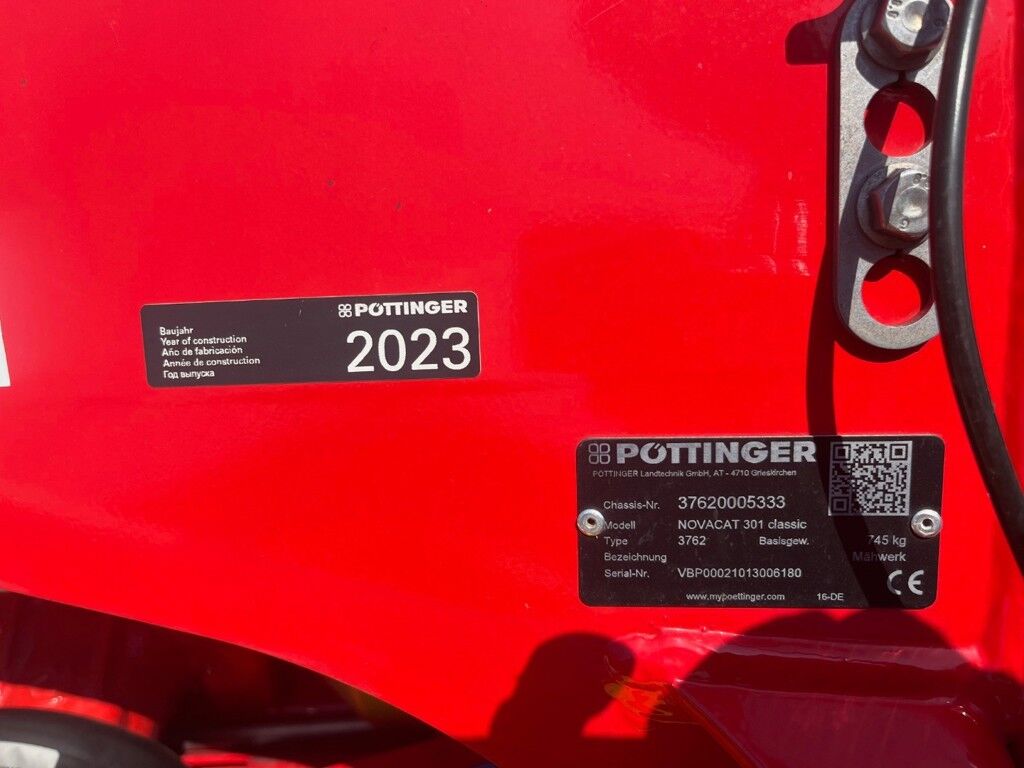 PÖTTINGER
Baujahr
Year of construction
Año de fabricación
Année de construction
Год выпуска
2023
PÖTTINGER
PÖTTINGER Landtechnik GmbH, AT - 4710 Grieskirchen
Chassis-Nr. 37620005333
Modell NOVACAT 301 classic
Type 3762 Basisgew. 745 kg
Bezeichnung Mähwerk
Serial-Nr. VBP00021013006180
CE
www.mypoettinger.com 16-DE